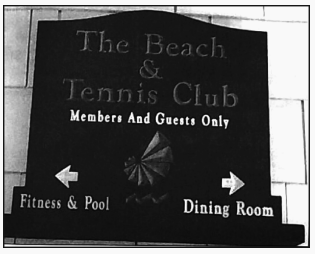 The Beach
&
Tennis Club
Members And Guests Only
Fitness & Pool
Dining Room